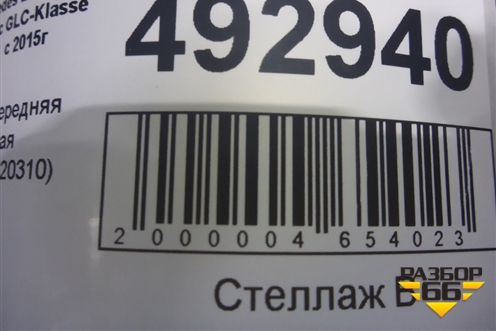 с GLC-Klasse
с 2015г
492940
ередняя
ая
20310)
2 000004 654023
Стеллаж В
РАЗБОР
66